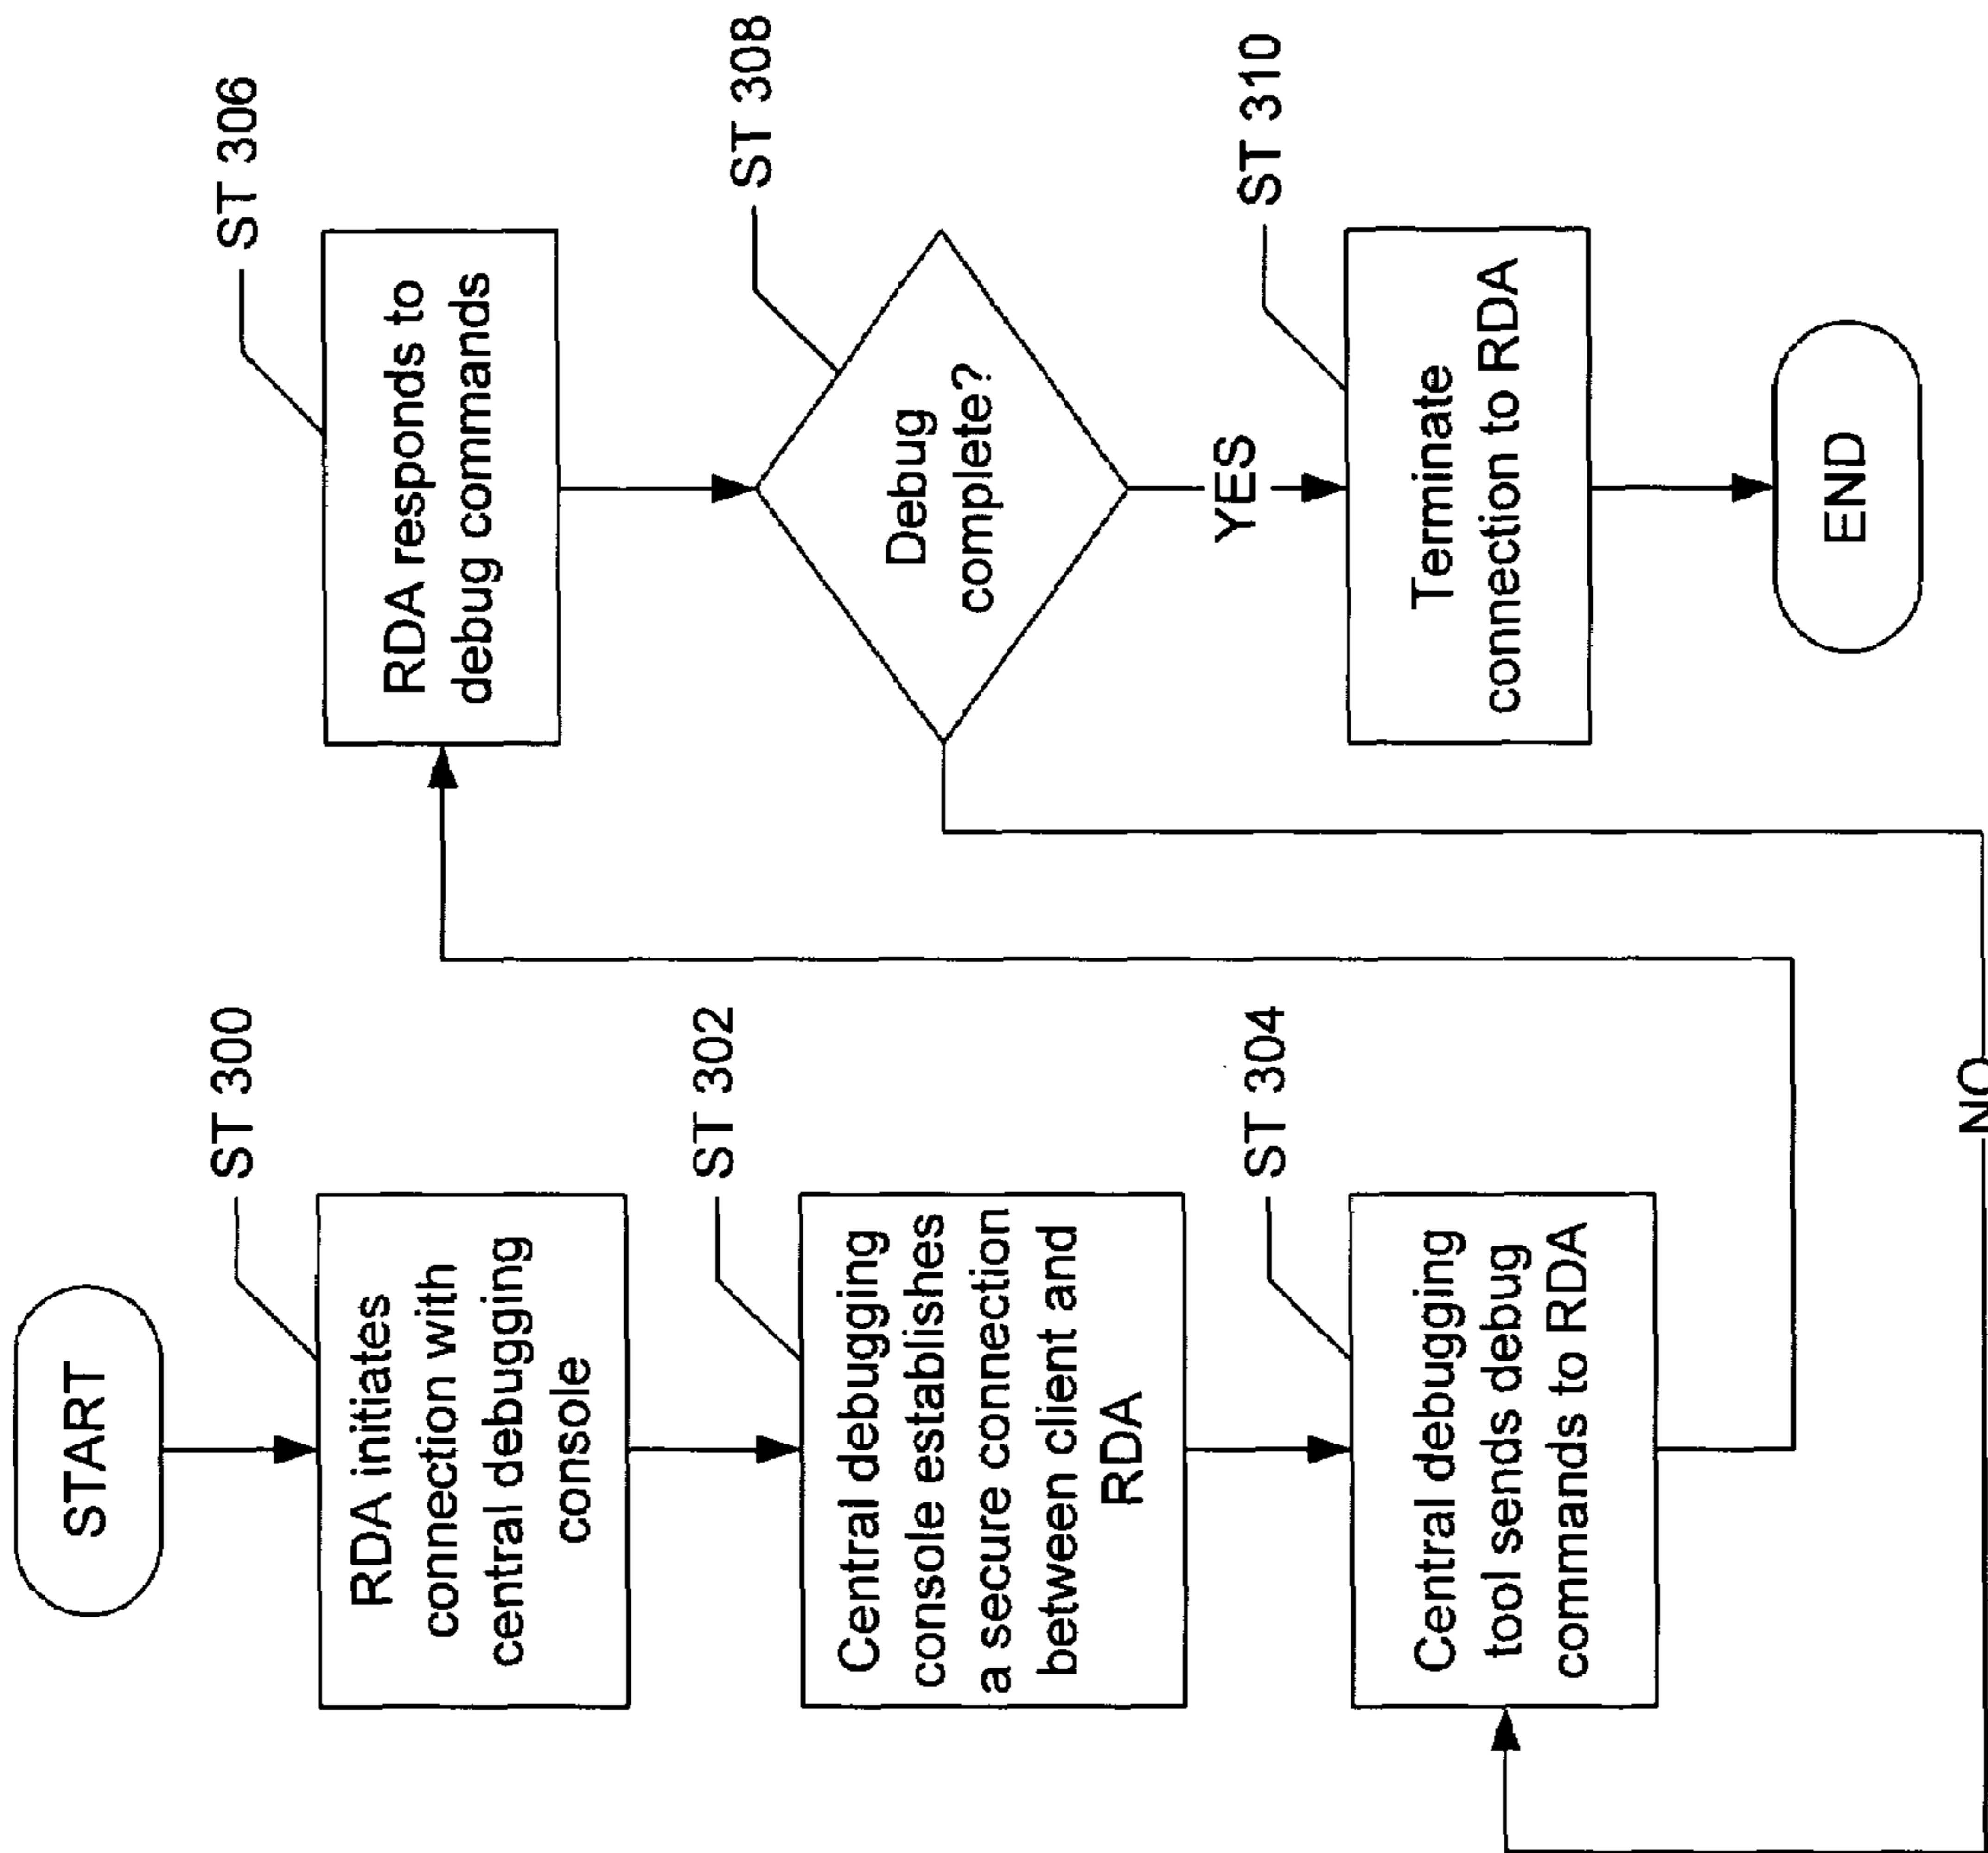 START
ST 300
RDA initiates
connection with
central debugging
console
ST 302
Central debugging
console establishes
a secure connection
between client and
RDA
ST 304
Central debugging
tool sends debug
commands to RDA
ST 306
RDA responds to
debug commands
ST 308
Debug
complete?
YES
NO
ST 310
Terminate
connection to RDA
END